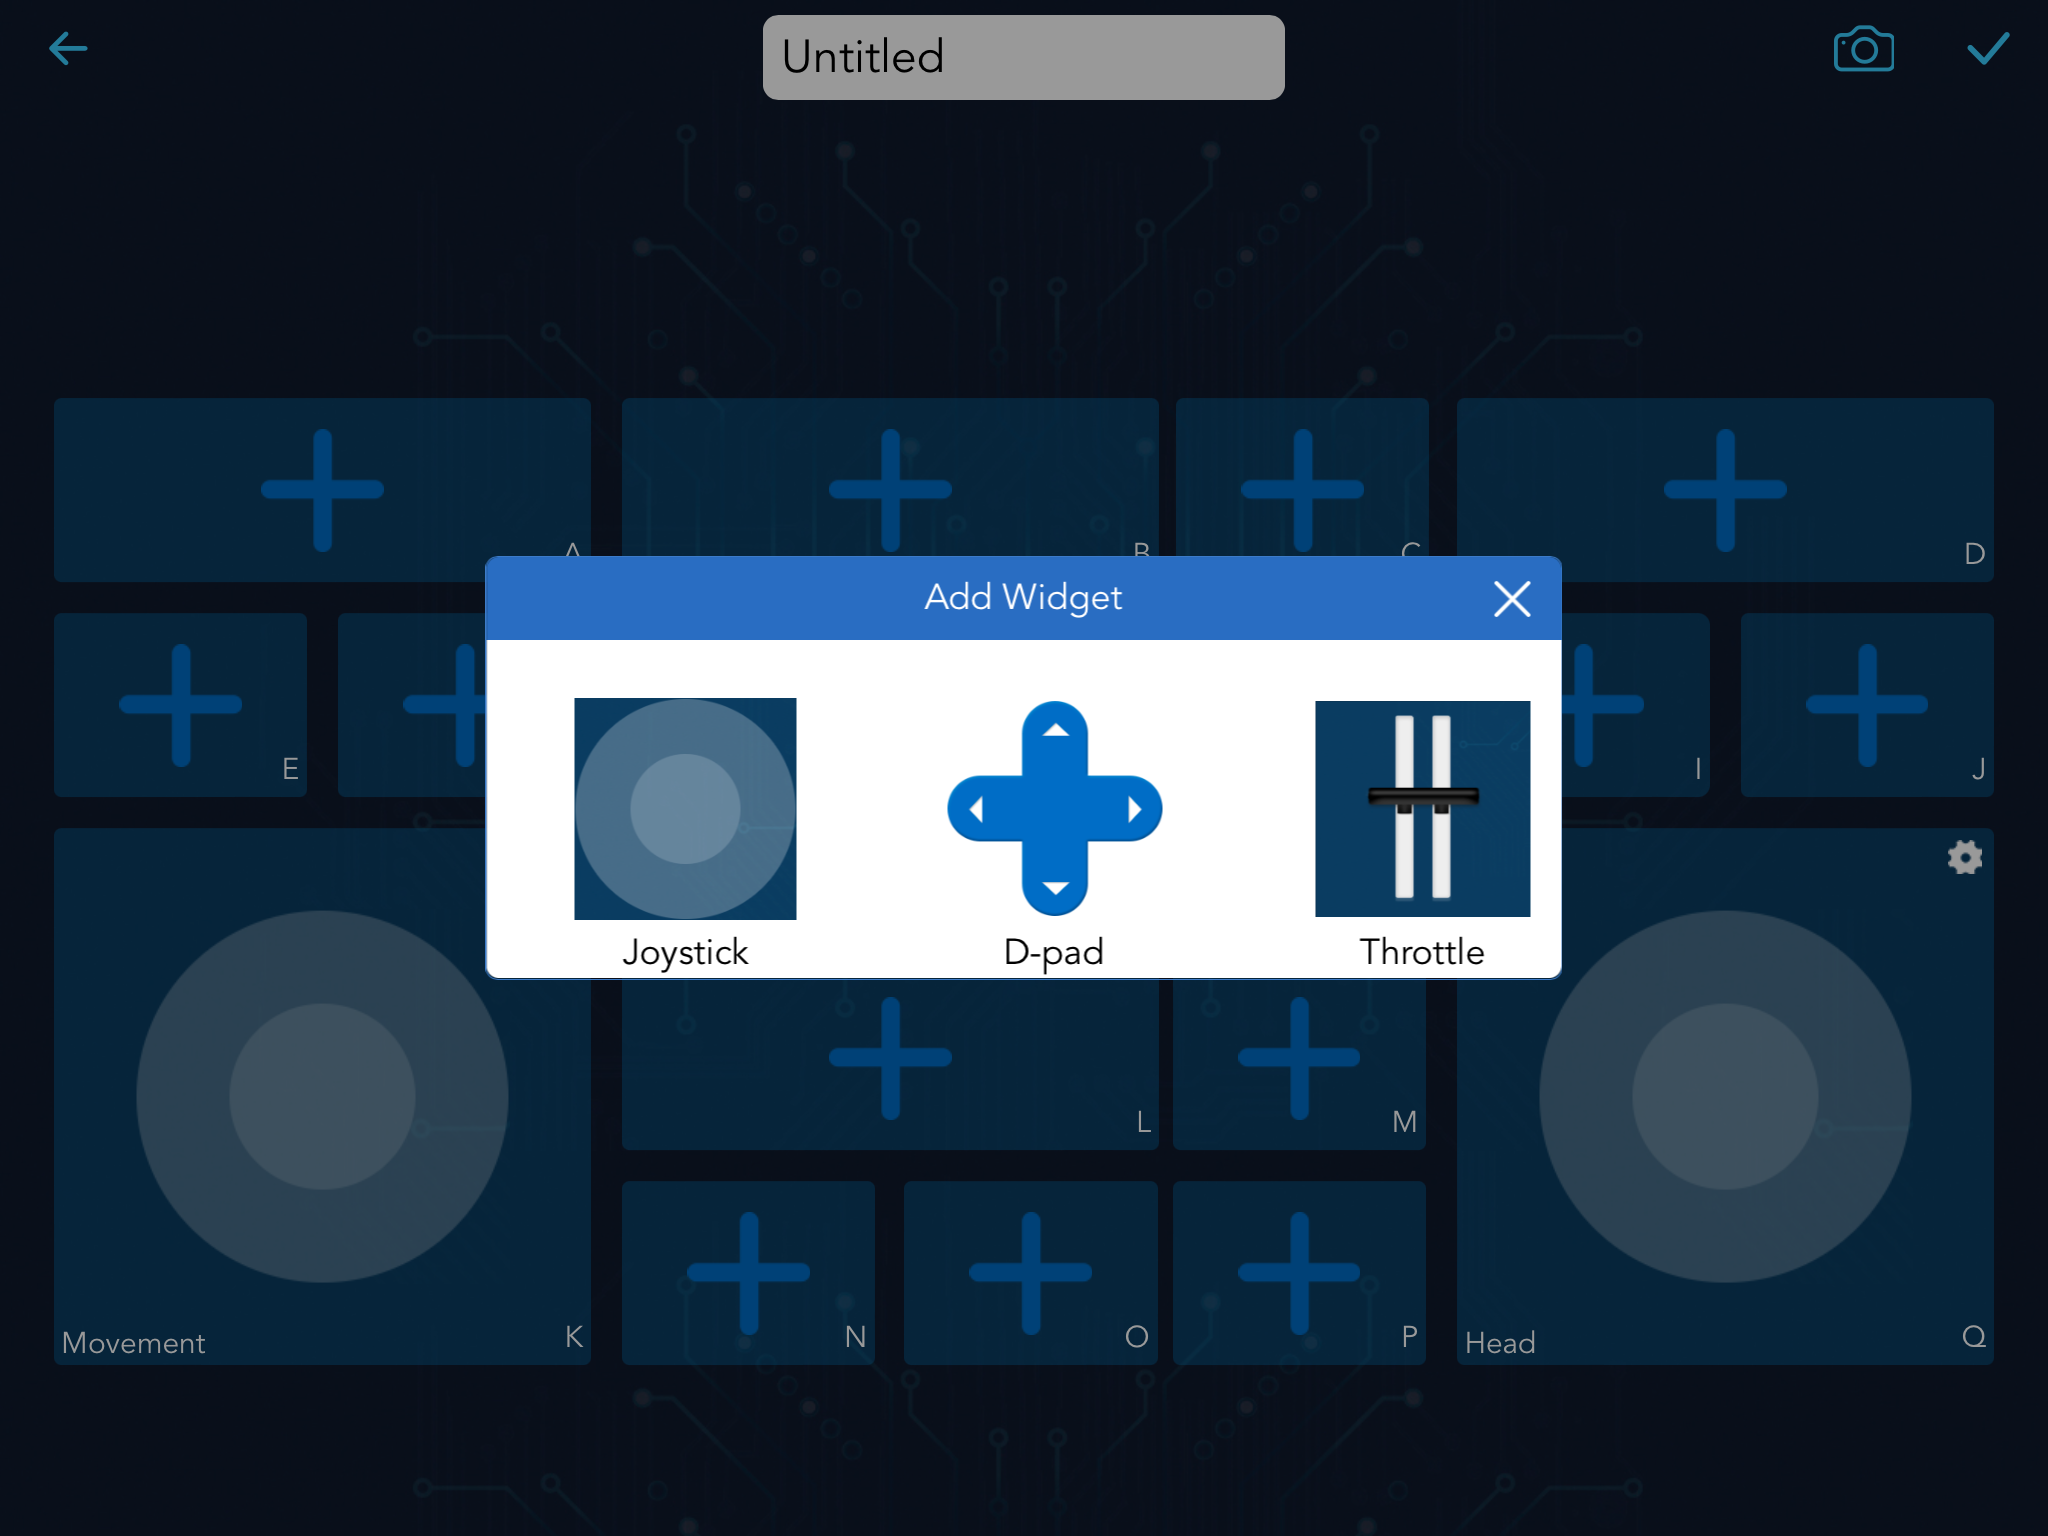 Untitled
A
B
C
D
Add Widget
E
I
J
Joystick
D-pad
Throttle
L
M
Movement
K
N
O
P
Head
Q